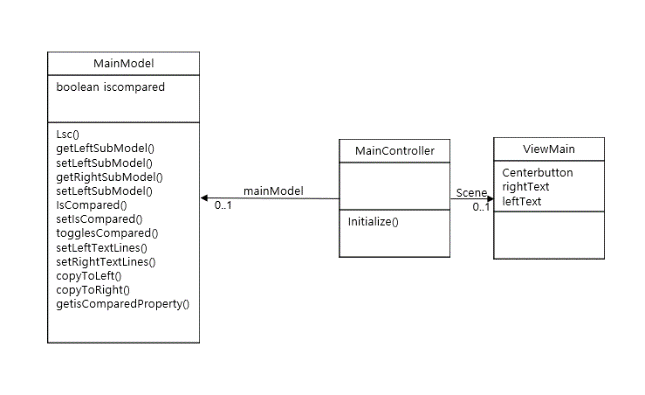 MainModel
boolean iscompared
Lsc()
getLeftSubModel()
setLeftSubModel()
getRightSubModel()
setLeftSubModel()
IsCompared()
setIsCompared()
togglesCompared()
setLeftTextLines()
setRightTextLines()
copyToLeft()
copyToRight()
getisComparedProperty()
mainModel
0..1
MainController
Initialize()
Scene
0..1
ViewMain
Centerbutton
rightText
leftText